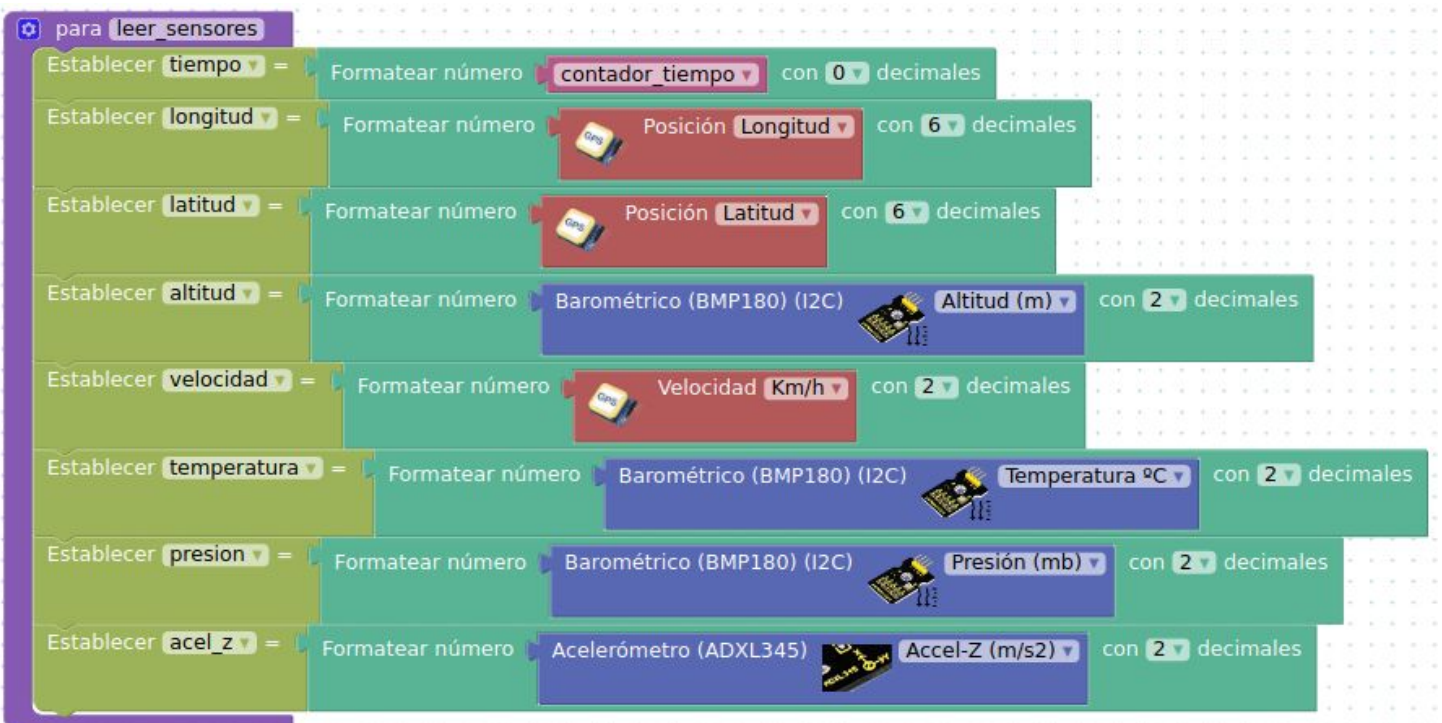 para leer_sensores
Establecer tiempo = Formatear número contador_tiempo con 0 decimales
Establecer longitud = Formatear número GPS Posición Longitud con 6 decimales
Establecer latitud = Formatear número GPS Posición Latitud con 6 decimales
Establecer altitud = Formatear número Barométrico (BMP180) (I2C) Altitud (m) con 2 decimales
Establecer velocidad = Formatear número GPS Velocidad Km/h con 2 decimales
Establecer temperatura = Formatear número Barométrico (BMP180) (I2C) Temperatura ºC con 2 decimales
Establecer presion = Formatear número Barométrico (BMP180) (I2C) Presión (mb) con 2 decimales
Establecer acel_z = Formatear número Acelerómetro (ADXL345) Accel-Z (m/s2) con 2 decimales